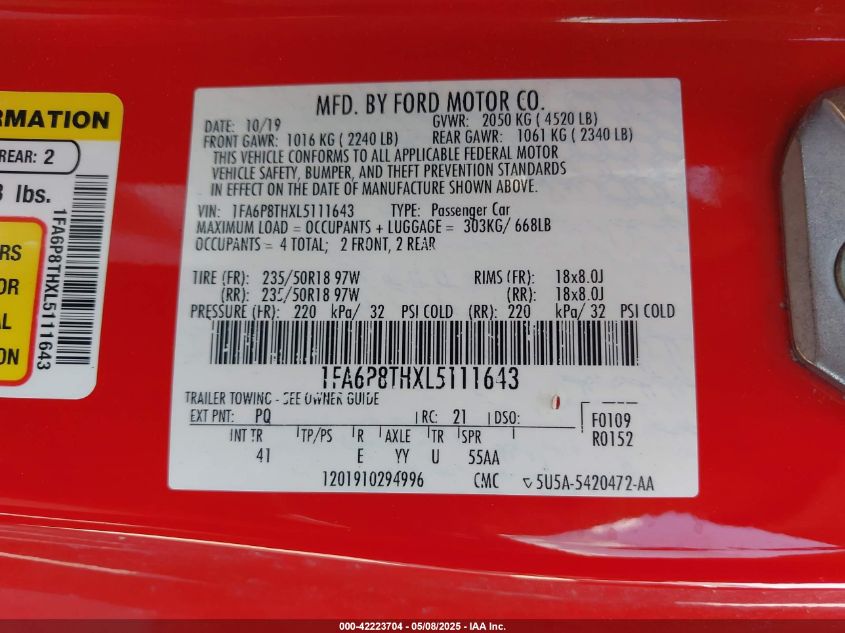 RMATION
REAR: 2
lbs.
RS
OR
AL
ON
1FA6P8THXL5111643
MFD. BY FORD MOTOR CO.
DATE: 10/19 GVWR: 2050 KG ( 4520 LB)
FRONT GAWR: 1016 KG ( 2240 LB) REAR GAWR: 1061 KG ( 2340 LB)
THIS VEHICLE CONFORMS TO ALL APPLICABLE FEDERAL MOTOR
VEHICLE SAFETY, BUMPER, AND THEFT PREVENTION STANDARDS
IN EFFECT ON THE DATE OF MANUFACTURE SHOWN ABOVE.
VIN: 1FA6P8THXL5111643 TYPE: Passenger Car
MAXIMUM LOAD = OCCUPANTS + LUGGAGE = 303KG/ 668LB
OCCUPANTS = 4 TOTAL; 2 FRONT, 2 REAR
TIRE (FR): 235/50R18 97W RIMS (FR): 18x8.0J
(RR): 235/50R18 97W (RR): 18x8.0J
PRESSURE (FR): 220 kPa/ 32 PSI COLD (RR): 220 kPa/ 32 PSI COLD
1FA6P8THXL5111643
TRAILER TOWING - SEE OWNER GUIDE
EXT PNT: PQ RC: 21 DSO: F0109
R0152
INT TR TP/PS R AXLE TR SPR
41 E YY U 55AA
1201910294996 CMC 5U5A-5420472-AA
000-42223704 - 05/08/2025 - IAA Inc.